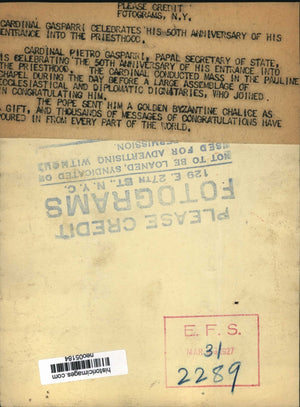 PLEASE CREDIT
FOTOGRAMS, N.Y.
CARDINAL GASPARRI CELEBRATES HIS 50TH ANNIVERSARY OF HIS
ENTRANCE INTO THE PRIESTHOOD.
CARDINAL PIETRO GASPARRI, PAPAL SECRETARY OF STATE,
IS CELEBRATING THE 50TH ANNIVERSARY OF HIS ENTRANCE INTO
THE PRIESTHOOD. THE CARDINAL CONDUCTED MASS IN THE PAULINE
CHAPEL DURING THE DAY BEFORE A LARGE ASSEMBLAGE OF
ECCLESIASTICAL AND DIPLOMATIC DIGNITARIES, WHO JOINED
IN CONGRATULATING HIM.
THE POPE SENT HIM A GOLDEN BYZANTINE CHALICE AS
A GIFT, AND THOUSANDS OF MESSAGES OF CONGRATULATIONS HAVE
POURED IN FROM EVERY PART OF THE WORLD.
PLEASE CREDIT
FOTOGRAMS
129 E. 27TH ST., N.Y.C.
NOT TO BE LOANED, SYNDICATED OR
USED FOR ADVERTISING WITHOUT
PERMISSION.
historicimages.com
neo05184
E. F. S.
MAR 31 1927
2289